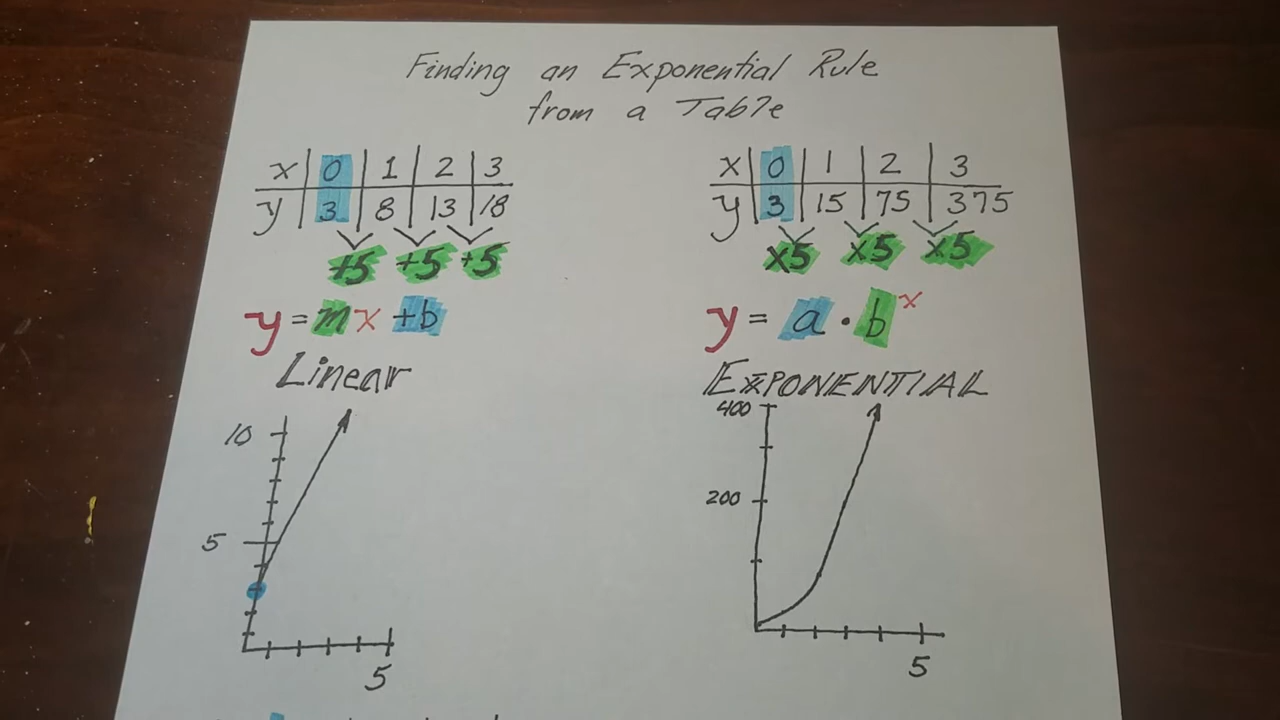 Finding an Exponential Rule
from a Table
x 0 1 2 3
y 3 8 13 18
+5 +5 +5
y = mx + b
Linear
10
5
5
x 0 1 2 3
y 3 15 75 375
x5 x5 x5
y = a · b^x
EXPONENTIAL
400
200
5